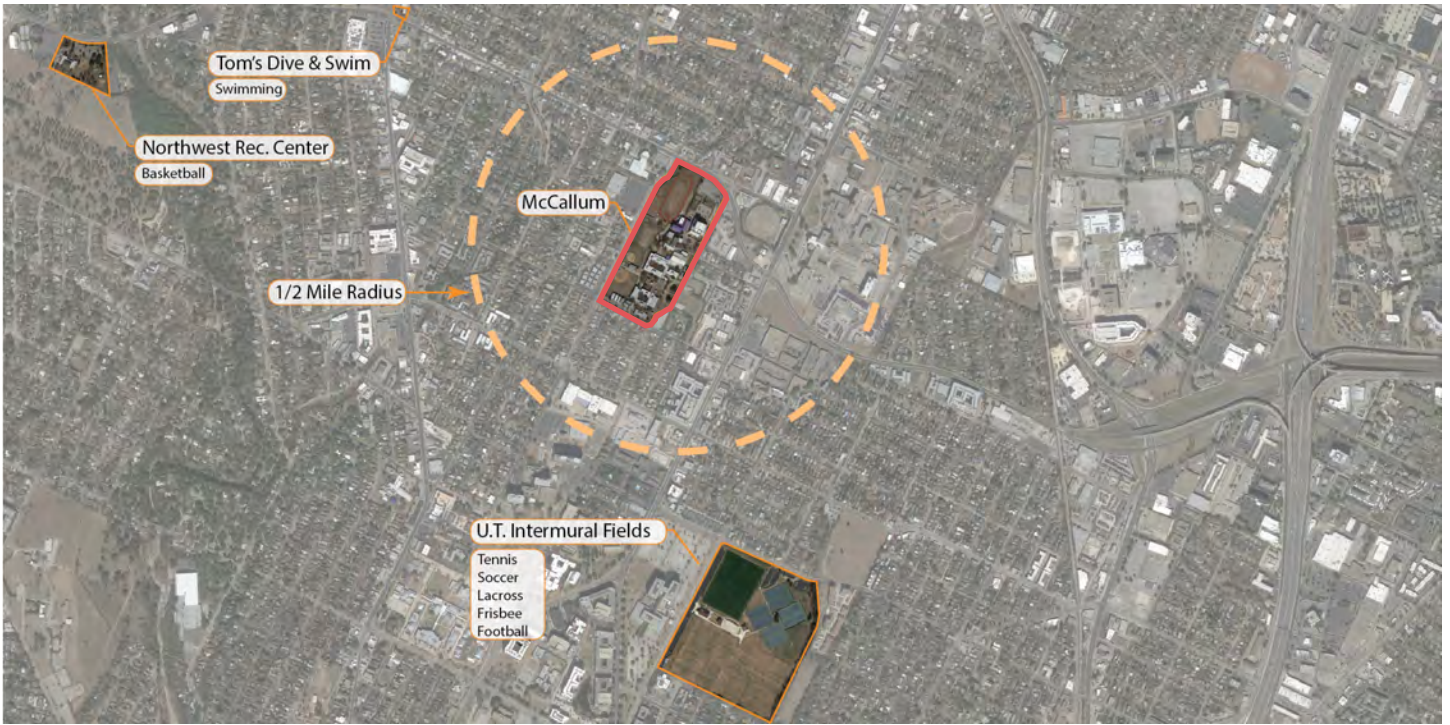 Tom's Dive & Swim
Swimming
Northwest Rec. Center
Basketball
McCallum
1/2 Mile Radius
U.T. Intermural Fields
Tennis
Soccer
Lacross
Frisbee
Football